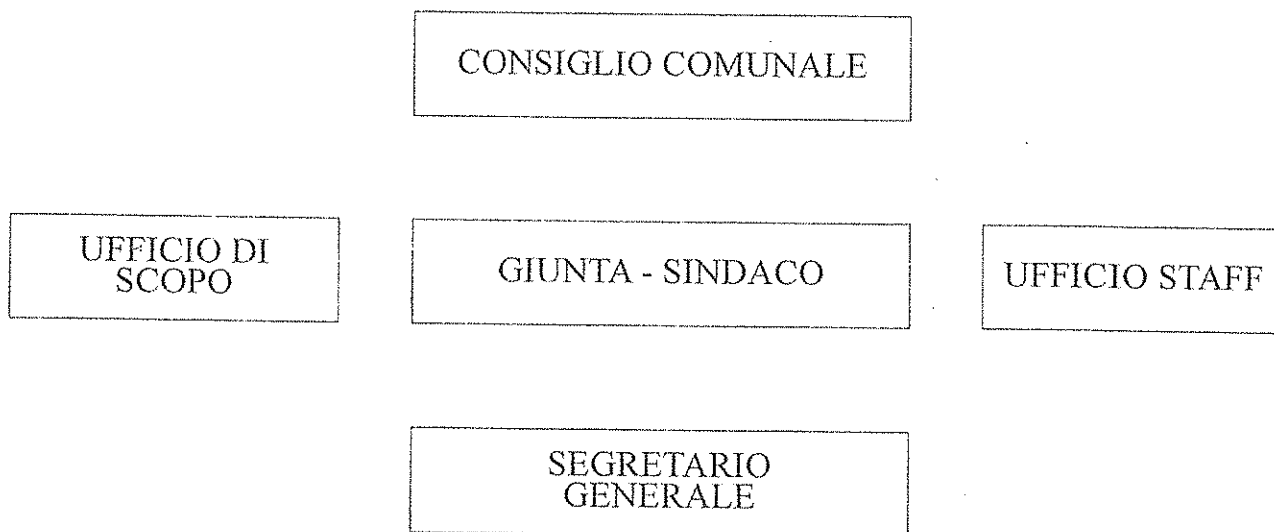 CONSIGLIO COMUNALE
UFFICIO DI
SCOPO
GIUNTA - SINDACO
UFFICIO STAFF
SEGRETARIO
GENERALE